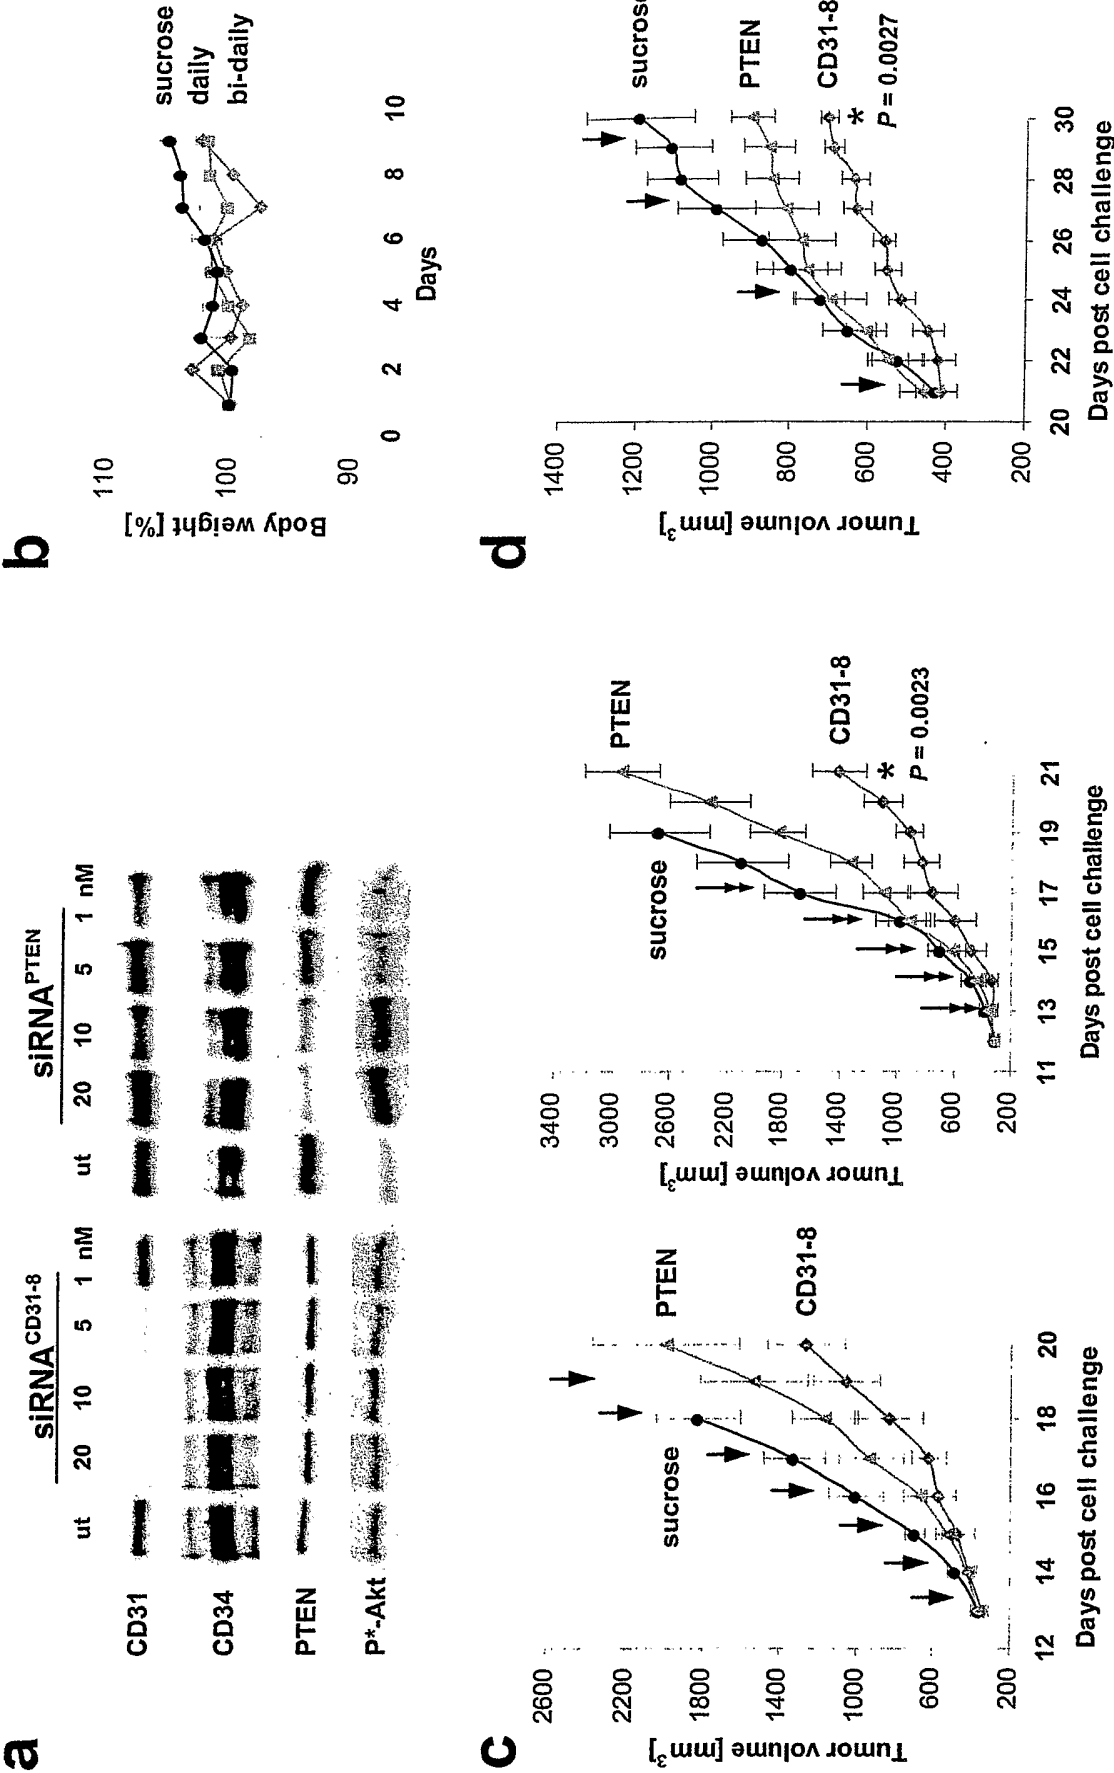 a
siRNA^CD31-8 siRNA^PTEN
ut 20 10 5 1 nM ut 20 10 5 1 nM
CD31
CD34
PTEN
P*-Akt
b
Body weight [%]
110
100
90
0 2 4 6 8 10
Days
sucrose
daily
bi-daily
c
Tumor volume [mm³]
2600
2200
1800
1400
1000
600
200
12 14 16 18 20
Days post cell challenge
sucrose
PTEN
CD31-8
Tumor volume [mm³]
3400
3000
2600
2200
1800
1400
1000
600
200
11 13 15 17 19 21
Days post cell challenge
sucrose
PTEN
CD31-8
*
P = 0.0023
d
Tumor volume [mm³]
1400
1200
1000
800
600
400
200
20 22 24 26 28 30
Days post cell challenge
sucrose
PTEN
CD31-8
*
P = 0.0027